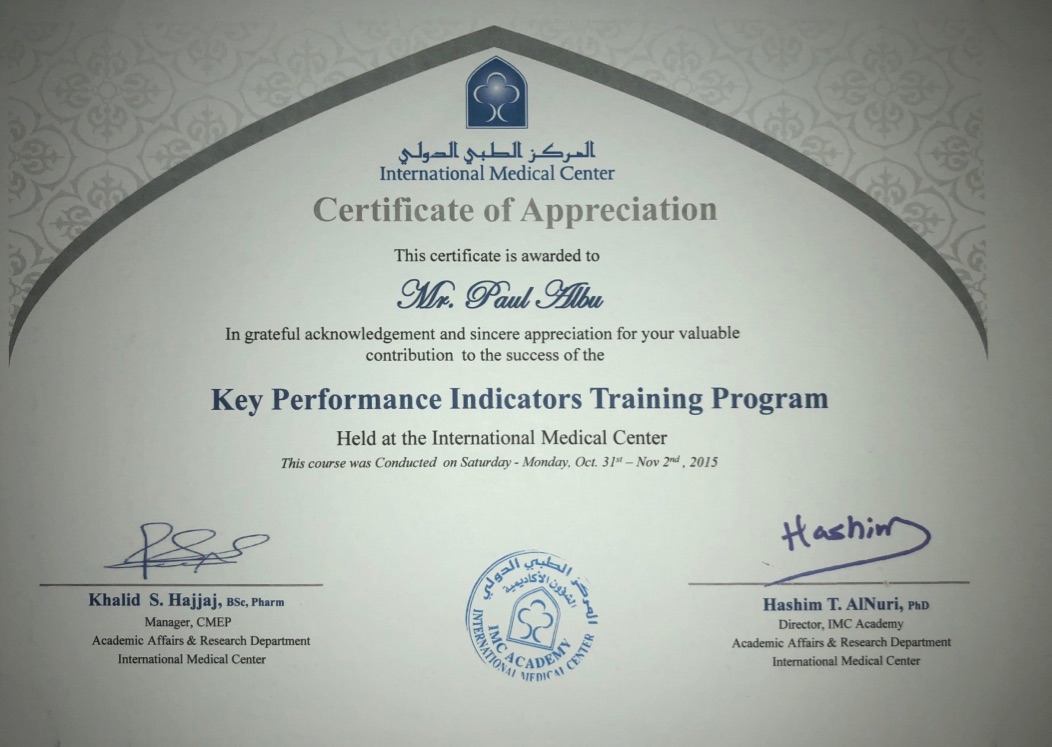 المركز الطبي الدولي
International Medical Center
Certificate of Appreciation
This certificate is awarded to
Mr. Paul Albu
In grateful acknowledgement and sincere appreciation for your valuable
contribution to the success of the
Key Performance Indicators Training Program
Held at the International Medical Center
This course was Conducted on Saturday - Monday, Oct. 31st – Nov 2nd , 2015
Hashim
Khalid S. Hajjaj, BSc, Pharm
Manager, CMEP
Academic Affairs & Research Department
International Medical Center
المركز الطبي الدولي
الشؤون الأكاديمية
IMC ACADEMY
INTERNATIONAL MEDICAL CENTER
Hashim T. AlNuri, PhD
Director, IMC Academy
Academic Affairs & Research Department
International Medical Center